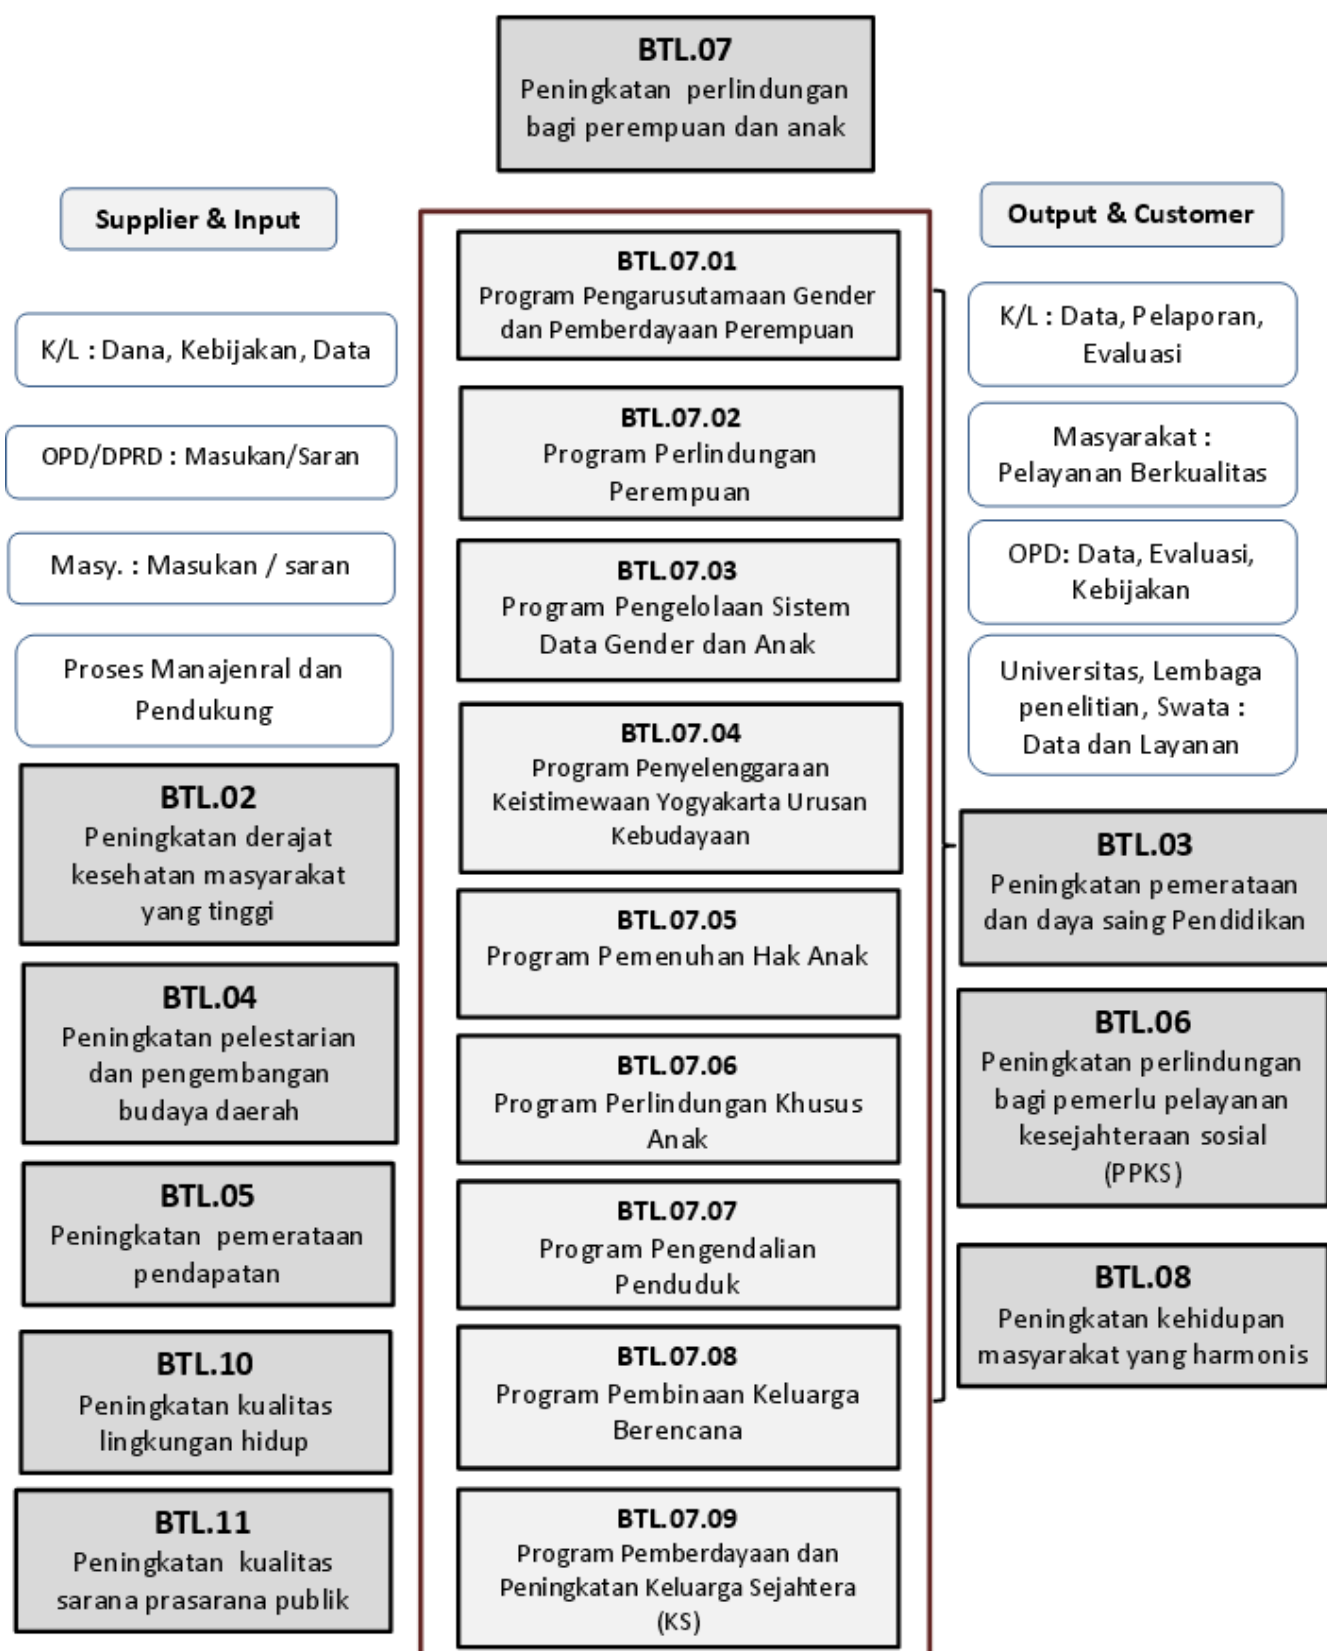 BTL.07
Peningkatan perlindungan
bagi perempuan dan anak
Supplier & Input
K/L : Dana, Kebijakan, Data
OPD/DPRD : Masukan/Saran
Masy. : Masukan / saran
Proses Manajenral dan
Pendukung
BTL.02
Peningkatan derajat
kesehatan masyarakat
yang tinggi
BTL.04
Peningkatan pelestarian
dan pengembangan
budaya daerah
BTL.05
Peningkatan pemerataan
pendapatan
BTL.10
Peningkatan kualitas
lingkungan hidup
BTL.11
Peningkatan kualitas
sarana prasarana publik
BTL.07.01
Program Pengarusutamaan Gender
dan Pemberdayaan Perempuan
BTL.07.02
Program Perlindungan
Perempuan
BTL.07.03
Program Pengelolaan Sistem
Data Gender dan Anak
BTL.07.04
Program Penyelenggaraan
Keistimewaan Yogyakarta Urusan
Kebudayaan
BTL.07.05
Program Pemenuhan Hak Anak
BTL.07.06
Program Perlindungan Khusus
Anak
BTL.07.07
Program Pengendalian
Penduduk
BTL.07.08
Program Pembinaan Keluarga
Berencana
BTL.07.09
Program Pemberdayaan dan
Peningkatan Keluarga Sejahtera
(KS)
Output & Customer
K/L : Data, Pelaporan,
Evaluasi
Masyarakat :
Pelayanan Berkualitas
OPD: Data, Evaluasi,
Kebijakan
Universitas, Lembaga
penelitian, Swata :
Data dan Layanan
BTL.03
Peningkatan pemerataan
dan daya saing Pendidikan
BTL.06
Peningkatan perlindungan
bagi pemerlu pelayanan
kesejahteraan sosial
(PPKS)
BTL.08
Peningkatan kehidupan
masyarakat yang harmonis